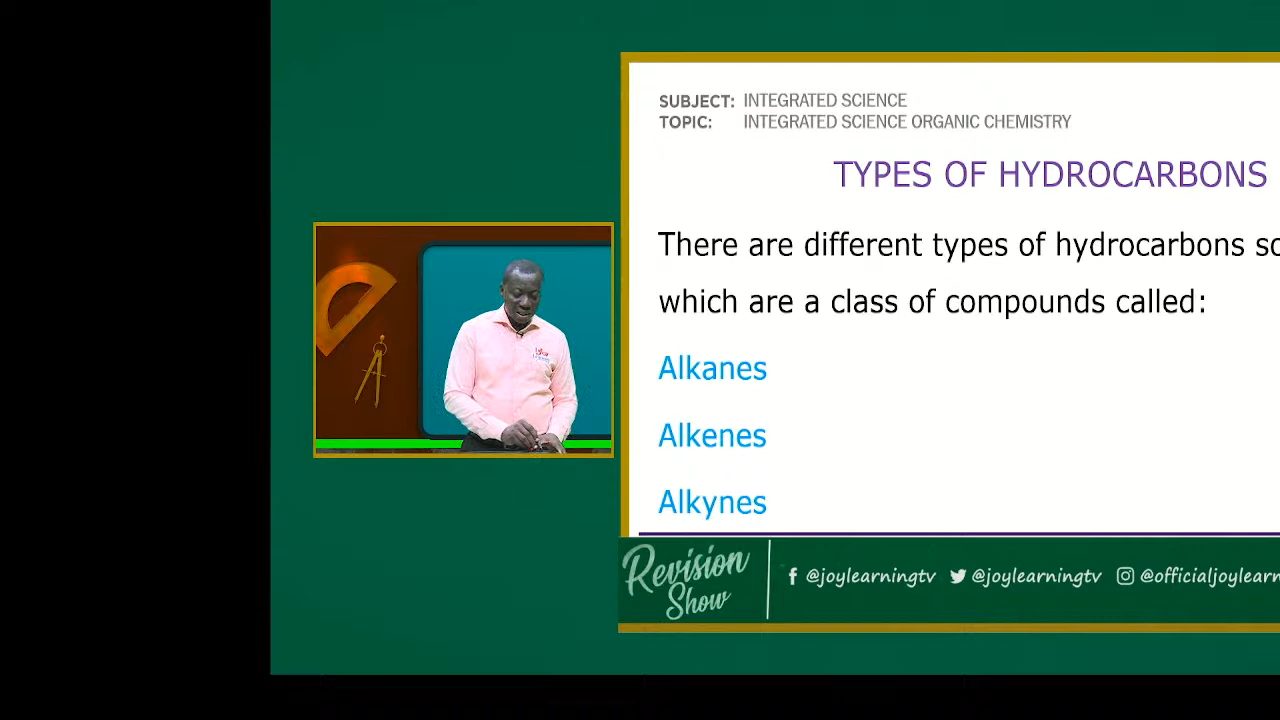 SUBJECT: INTEGRATED SCIENCE
TOPIC: INTEGRATED SCIENCE ORGANIC CHEMISTRY
TYPES OF HYDROCARBONS
There are different types of hydrocarbons
which are a class of compounds called:
Alkanes
Alkenes
Alkynes
Revision
Show
@joylearningtv @joylearningtv